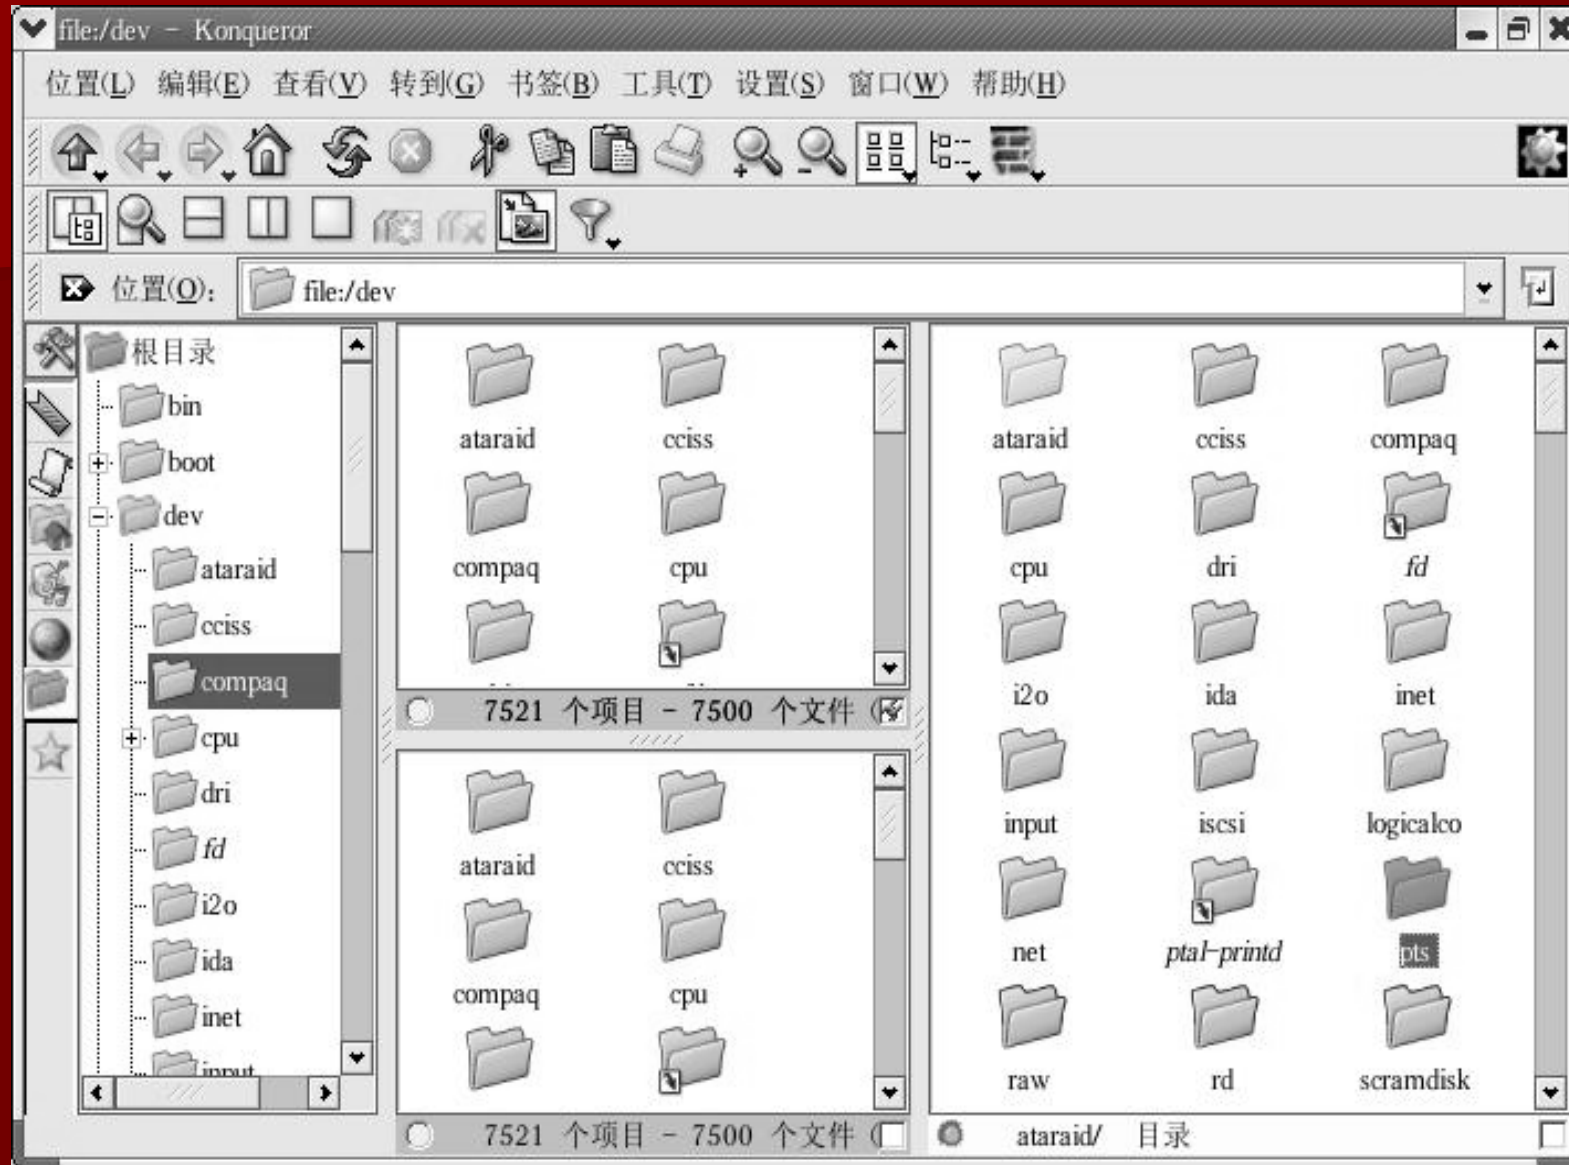 file:/dev - Konqueror
位置(L) 编辑(E) 查看(V) 转到(G) 书签(B) 工具(T) 设置(S) 窗口(W) 帮助(H)
位置(O): file:/dev
根目录
bin
boot
dev
ataraid
cciss
compaq
cpu
dri
fd
i2o
ida
inet
input
ataraid cciss
compaq cpu
7521 个项目 - 7500 个文件 (
ataraid cciss
compaq cpu
7521 个项目 - 7500 个文件 (
ataraid cciss compaq
cpu dri fd
i2o ida inet
input iscsi logicalco
net ptal-printd pts
raw rd scramdisk
ataraid/ 目录